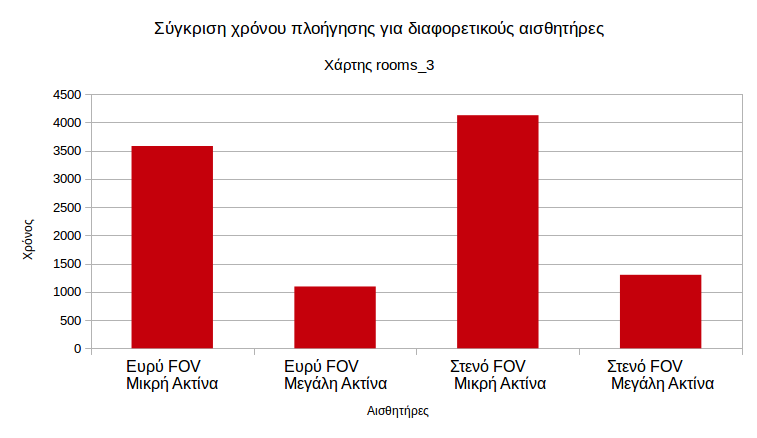 Σύγκριση χρόνου πλοήγησης για διαφορετικούς αισθητήρες
Χάρτης rooms_3
4500
4000
3500
3000
2500
2000
1500
1000
500
0
Χρόνος
Ευρύ FOV
Μικρή Ακτίνα
Ευρύ FOV
Μεγάλη Ακτίνα
Στενό FOV
Μικρή Ακτίνα
Στενό FOV
Μεγάλη Ακτίνα
Αισθητήρες